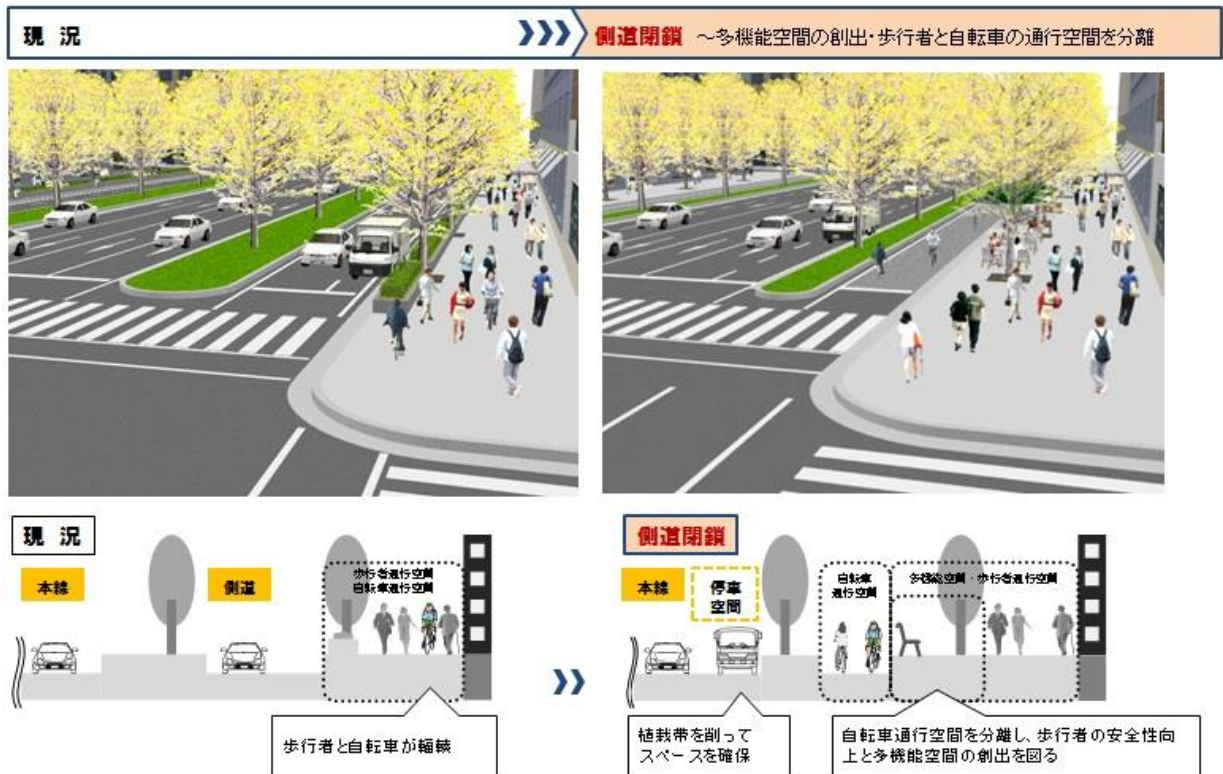 現 況
側道閉鎖 ～多機能空間の創出・歩行者と自転車の通行空間を分離
現 況
本線
側道
歩行者通行空間
自転車通行空間
歩行者と自転車が輻輳
側道閉鎖
本線
停車
空間
自転車
通行空間
多機能空間・歩行者通行空間
植栽帯を削って
スペースを確保
自転車通行空間を分離し、歩行者の安全性向
上と多機能空間の創出を図る